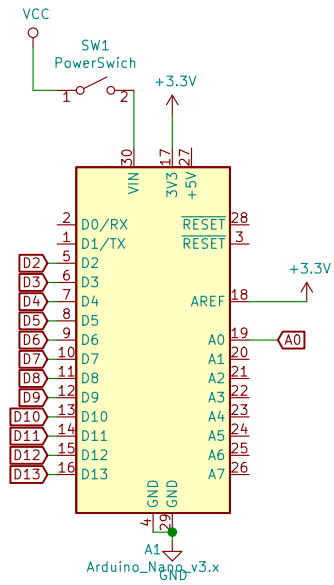 VCC
SW1
PowerSwich
1 2
+3.3V
30 17 27
VIN 3V3 +5V
2 D0/RX RESET 28
1 D1/TX RESET 3
D2 5 D2
D3 6 D3
+3.3V
D4 7 D4 AREF 18
D5 8 D5
D6 9 D6 A0 19 A0
D7 10 D7 A1 20
D8 11 D8 A2 21
D9 12 D9 A3 22
D10 13 D10 A4 23
D11 14 D11 A5 24
D12 15 D12 A6 25
D13 16 D13 A7 26
GND GND
4 29
A1
Arduino_Nano_v3.x
GND